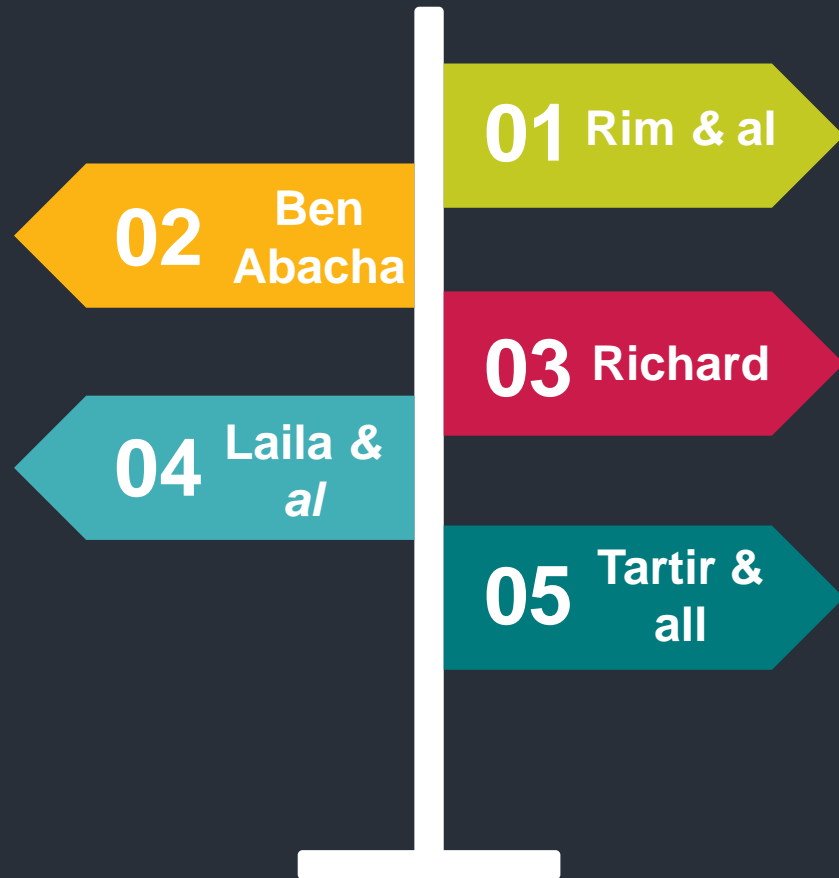 01 Rim & al
02 Ben
Abacha
03 Richard
04 Laila &
al
05 Tartir &
all